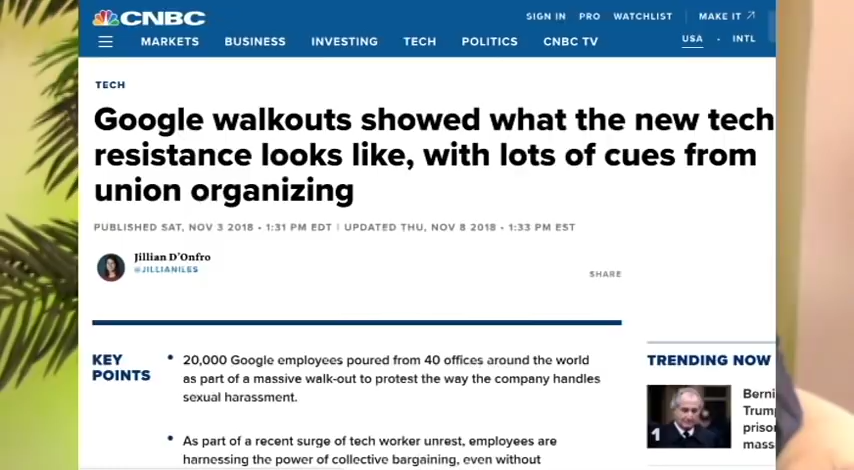 CNBC
SIGN IN PRO WATCHLIST MAKE IT
MARKETS BUSINESS INVESTING TECH POLITICS CNBC TV
USA · INTL
TECH
Google walkouts showed what the new tech
resistance looks like, with lots of cues from
union organizing
PUBLISHED SAT, NOV 3 2018 • 1:31 PM EDT | UPDATED THU, NOV 8 2018 • 1:33 PM EST
Jillian D'Onfro
@JILLIANILES
SHARE
KEY
POINTS
• 20,000 Google employees poured from 40 offices around the world
as part of a massive walk-out to protest the way the company handles
sexual harassment.
• As part of a recent surge of tech worker unrest, employees are
harnessing the power of collective bargaining, even without
TRENDING NOW
1
Berni
Trump
prison
mass